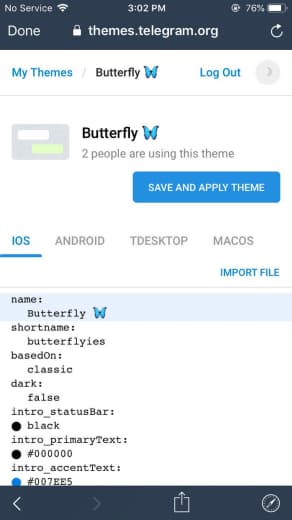 No Service 3:02 PM 76%
Done themes.telegram.org
My Themes / Butterfly 🦋 Log Out
Butterfly 🦋
2 people are using this theme
SAVE AND APPLY THEME
IOS ANDROID TDESKTOP MACOS
IMPORT FILE
name:
Butterfly 🦋
shortname:
butterflyies
basedOn:
classic
dark:
false
intro_statusBar:
black
intro_primaryText:
#000000
intro_accentText:
#007EE5